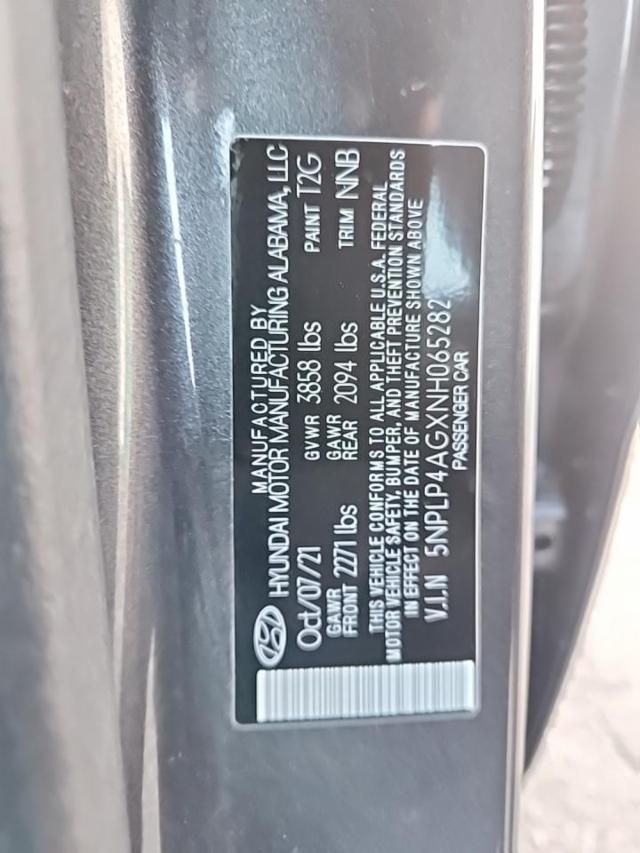 MANUFACTURED BY
HYUNDAI MOTOR MANUFACTURING ALABAMA, LLC
Oct/07/21 GVWR 3858 lbs PAINT T2G
GAWR FRONT 2271 lbs GAWR REAR 2094 lbs TRIM NNB
THIS VEHICLE CONFORMS TO ALL APPLICABLE U.S.A. FEDERAL
MOTOR VEHICLE SAFETY, BUMPER, AND THEFT PREVENTION STANDARDS
IN EFFECT ON THE DATE OF MANUFACTURE SHOWN ABOVE
V.I.N 5NPLP4AGXNH065282
PASSENGER CAR